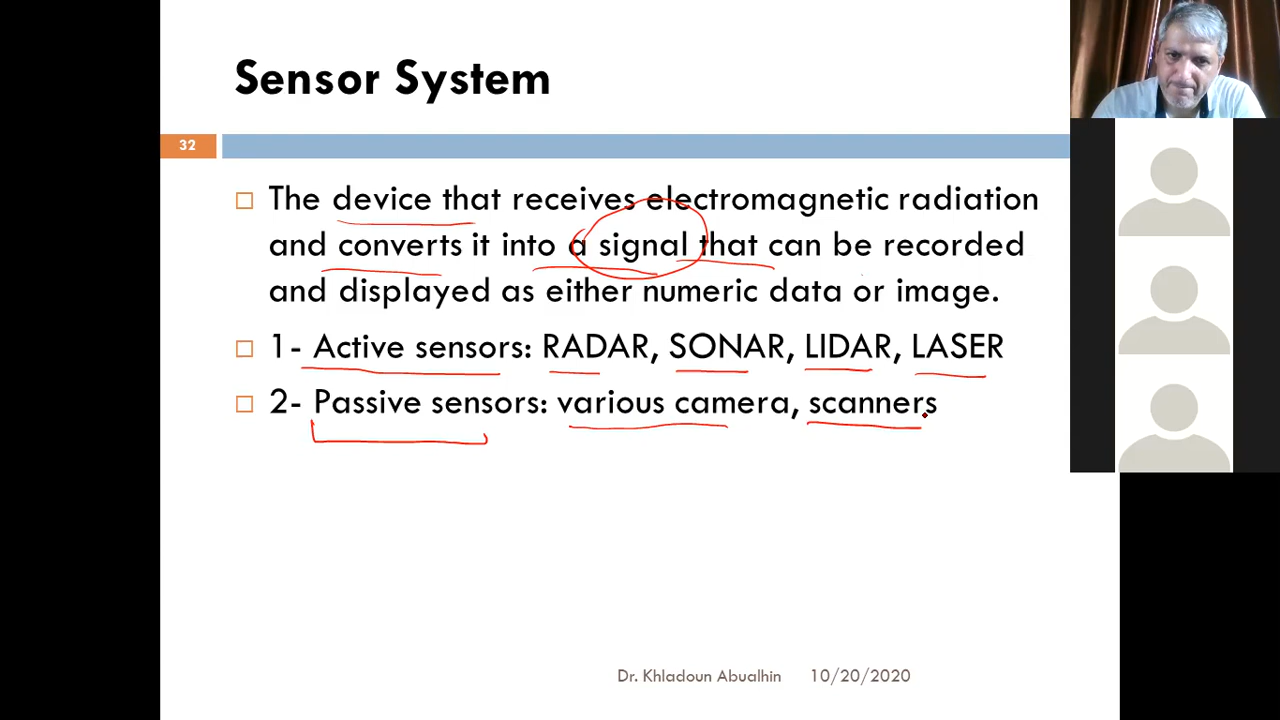 Sensor System
32
The device that receives electromagnetic radiation
and converts it into a signal that can be recorded
and displayed as either numeric data or image.
1- Active sensors: RADAR, SONAR, LIDAR, LASER
2- Passive sensors: various camera, scanners
Dr. Khladoun Abualhin 10/20/2020